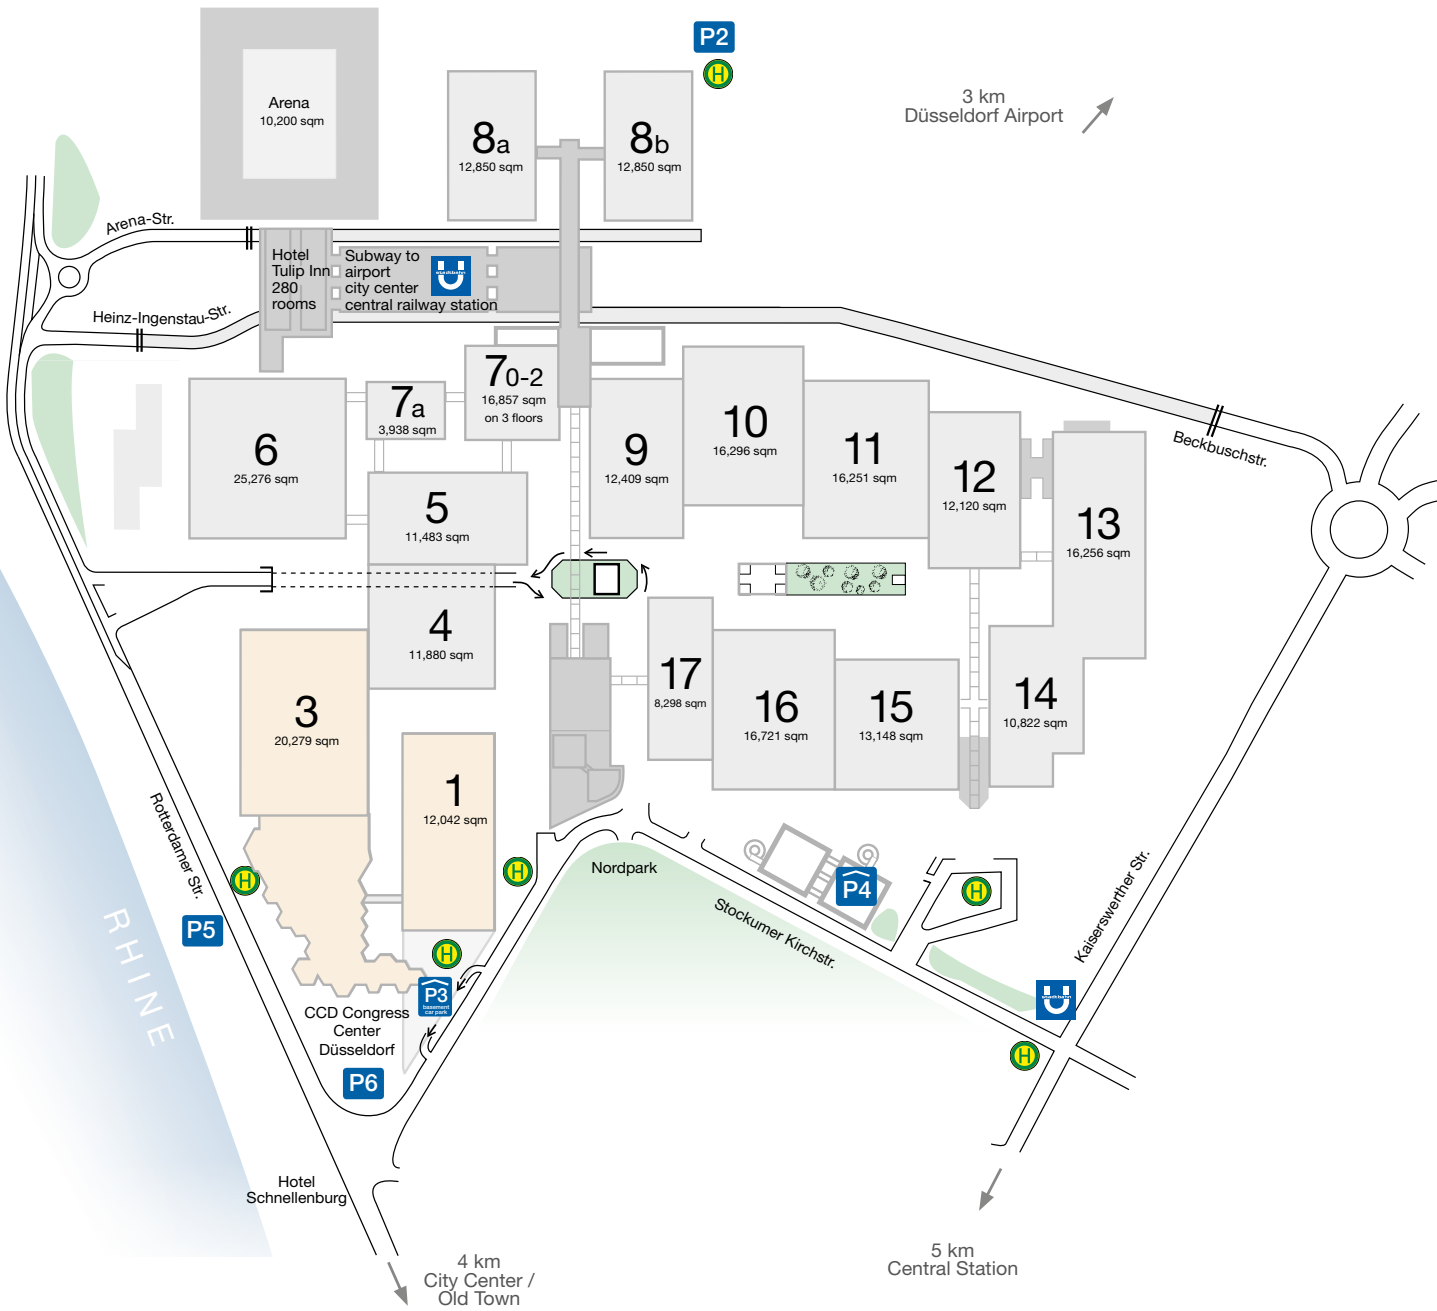 P2
H
Arena
10,200 sqm
8a
12,850 sqm
8b
12,850 sqm
3 km
Düsseldorf Airport
Arena-Str.
Hotel
Tulip Inn
280
rooms
Subway to
airport
city center
central railway station
U
Heinz-Ingenstau-Str.
6
25,276 sqm
7a
3,938 sqm
70-2
16,857 sqm
on 3 floors
5
11,483 sqm
9
12,409 sqm
10
16,296 sqm
11
16,251 sqm
12
12,120 sqm
13
16,256 sqm
Beckbuschstr.
4
11,880 sqm
3
20,279 sqm
1
12,042 sqm
17
8,298 sqm
16
16,721 sqm
15
13,148 sqm
14
10,822 sqm
Rotterdamer Str.
H
H
Nordpark
P4
H
Stockumer Kirchstr.
Kaiserswerther Str.
P5
RHINE
H
P3
basement
car park
CCD Congress
Center
Düsseldorf
P6
U
H
Hotel
Schnellenburg
4 km
City Center /
Old Town
5 km
Central Station